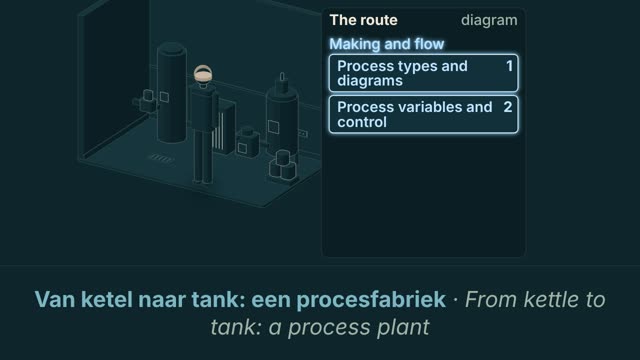 The route diagram
Making and flow
Process types and 1
diagrams
Process variables and 2
control
Van ketel naar tank: een procesfabriek · From kettle to
tank: a process plant